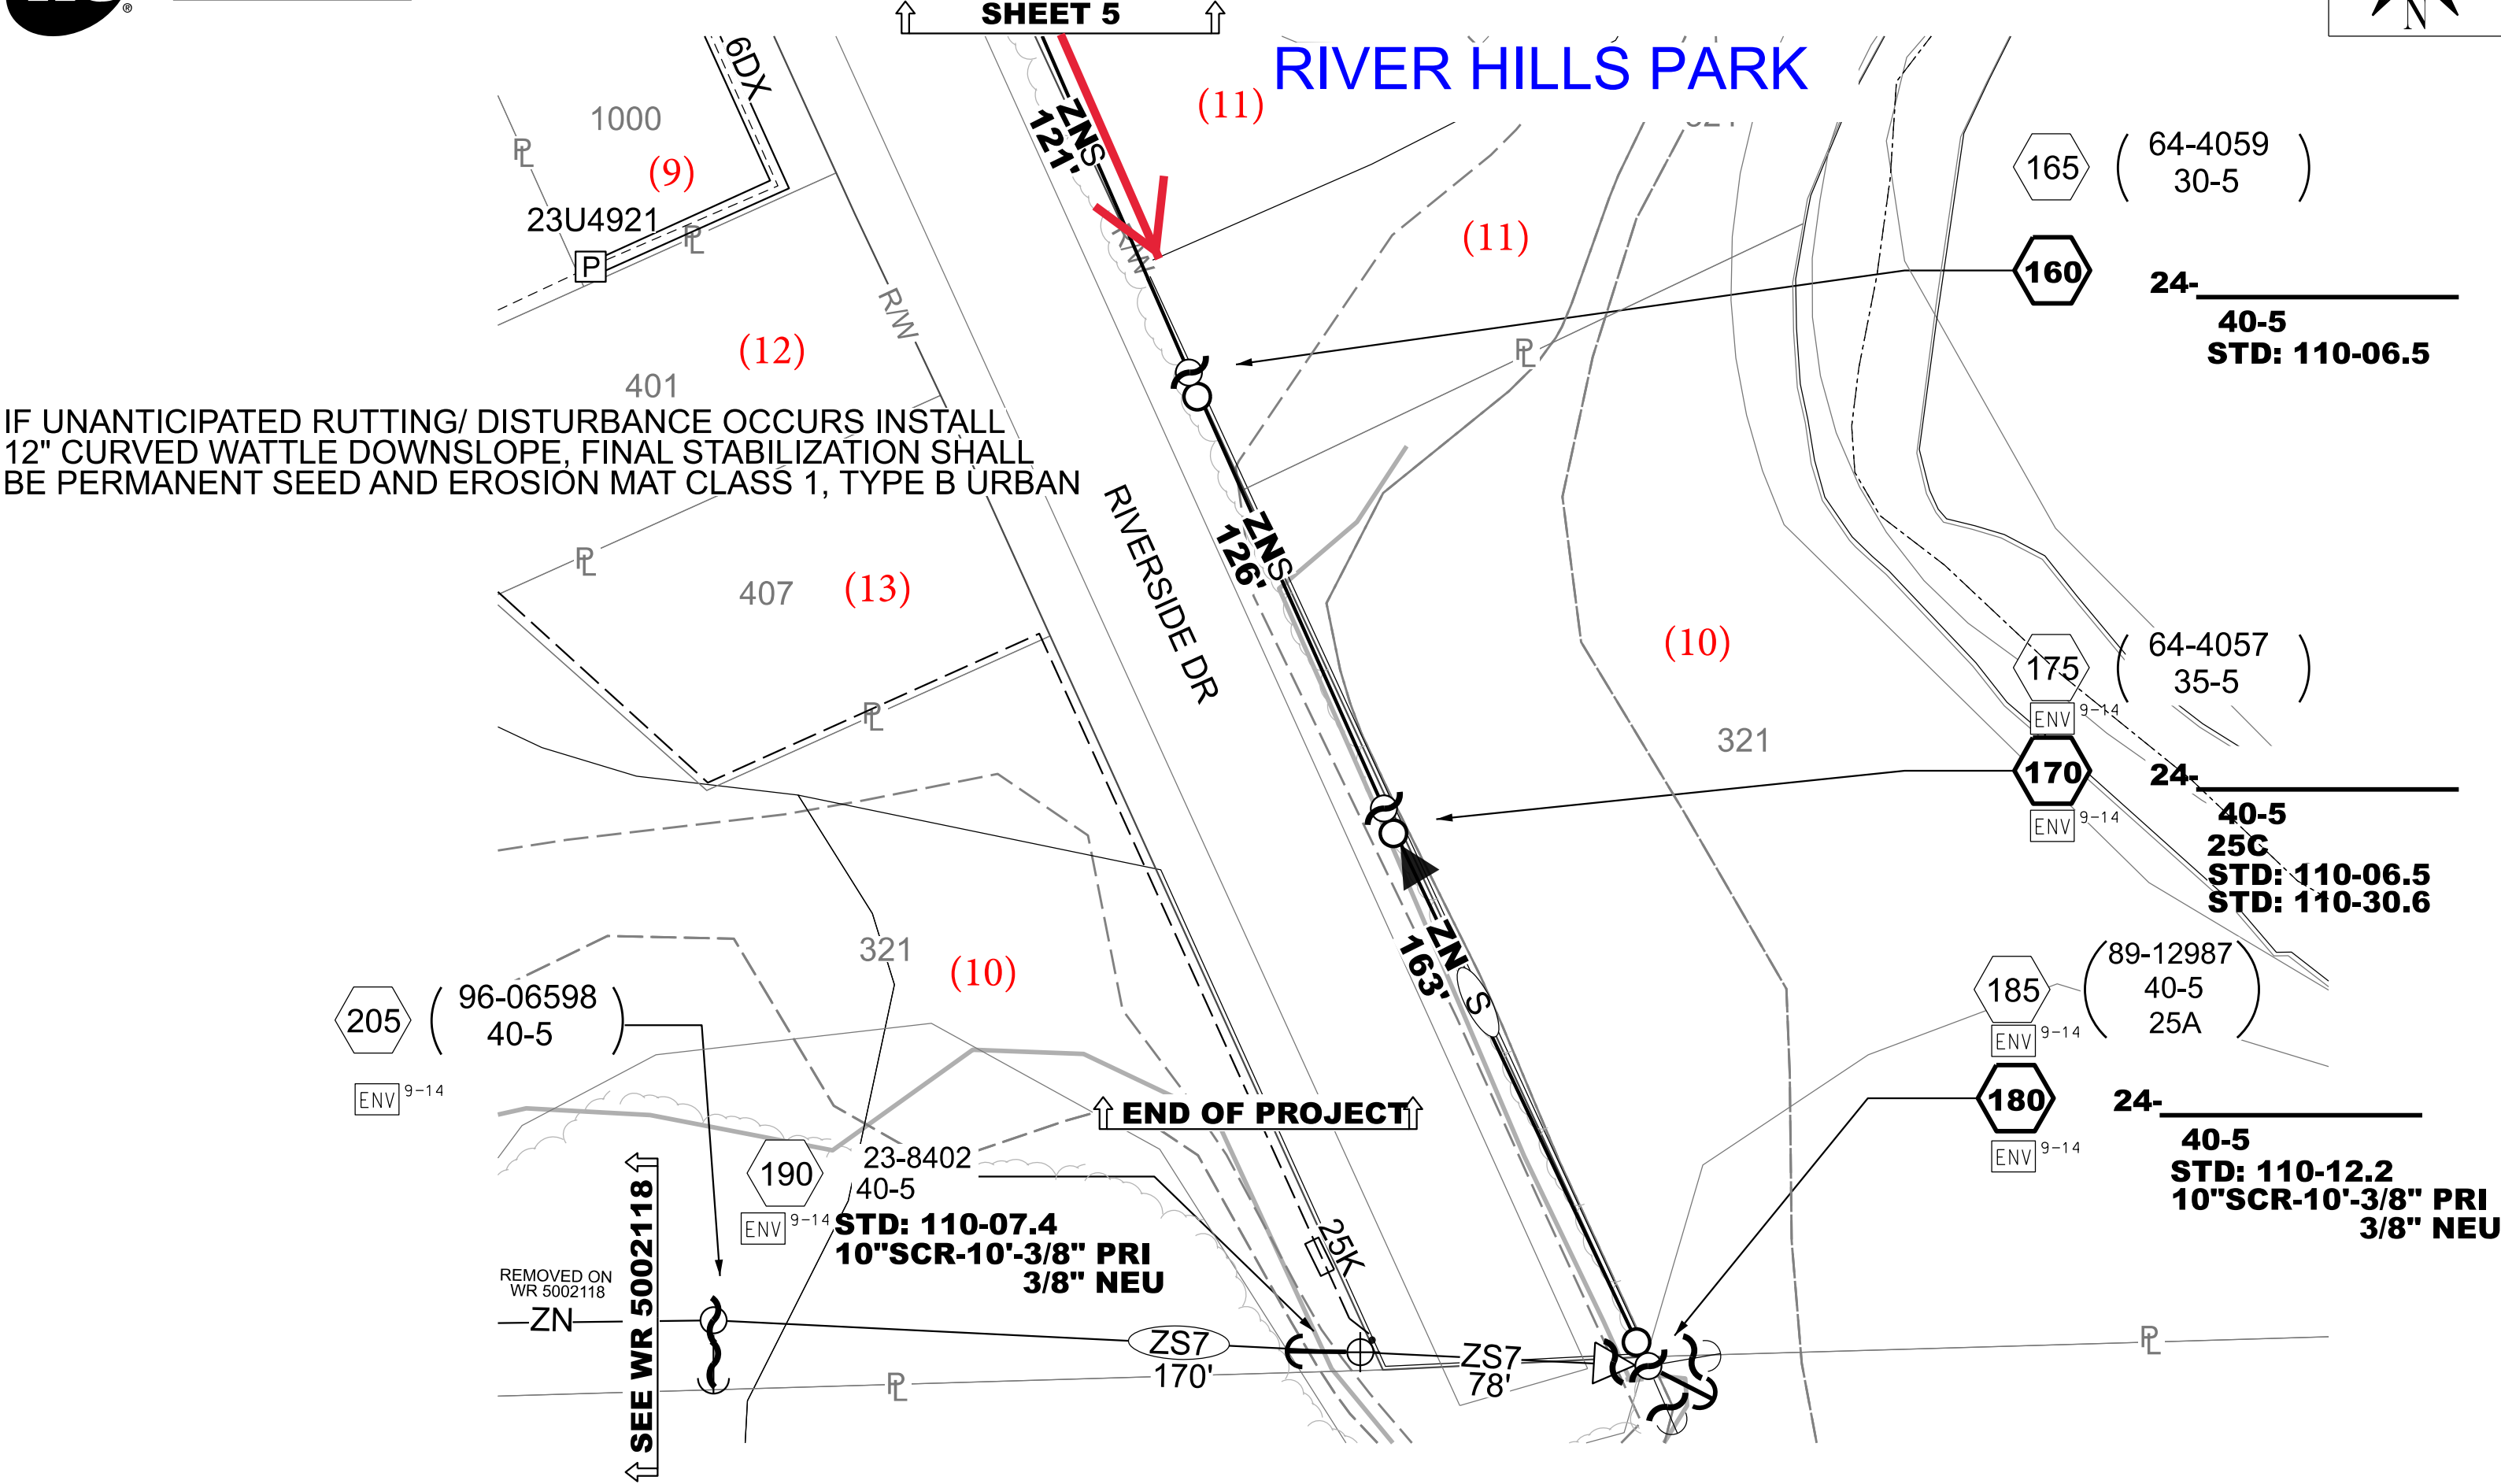 SHEET 5
N
RIVER HILLS PARK
6DX
1000
(9)
23U4921
P
PL
PL
ZNS
121'
(11)
R/W
(11)
165
64-4059
30-5
160
24-
40-5
STD: 110-06.5
R/W
(12)
401
PL
IF UNANTICIPATED RUTTING/ DISTURBANCE OCCURS INSTALL
12" CURVED WATTLE DOWNSLOPE, FINAL STABILIZATION SHALL
BE PERMANENT SEED AND EROSION MAT CLASS 1, TYPE B URBAN
RIVERSIDE DR
ZNS
126'
PL
407
(13)
PL
(10)
321
175
64-4057
35-5
ENV 9-14
170
24-
ENV 9-14
40-5
25C
STD: 110-06.5
STD: 110-30.6
321
(10)
ZN
S
163'
185
89-12987
40-5
25A
ENV 9-14
180
24-
ENV 9-14
40-5
STD: 110-12.2
10"SCR-10'-3/8" PRI
3/8" NEU
205
96-06598
40-5
ENV 9-14
END OF PROJECT
190
23-8402
40-5
ENV 9-14
STD: 110-07.4
10"SCR-10'-3/8" PRI
3/8" NEU
SEE WR 5002118
REMOVED ON
WR 5002118
ZN
25K
ZS7
170'
ZS7
78'
PL
PL